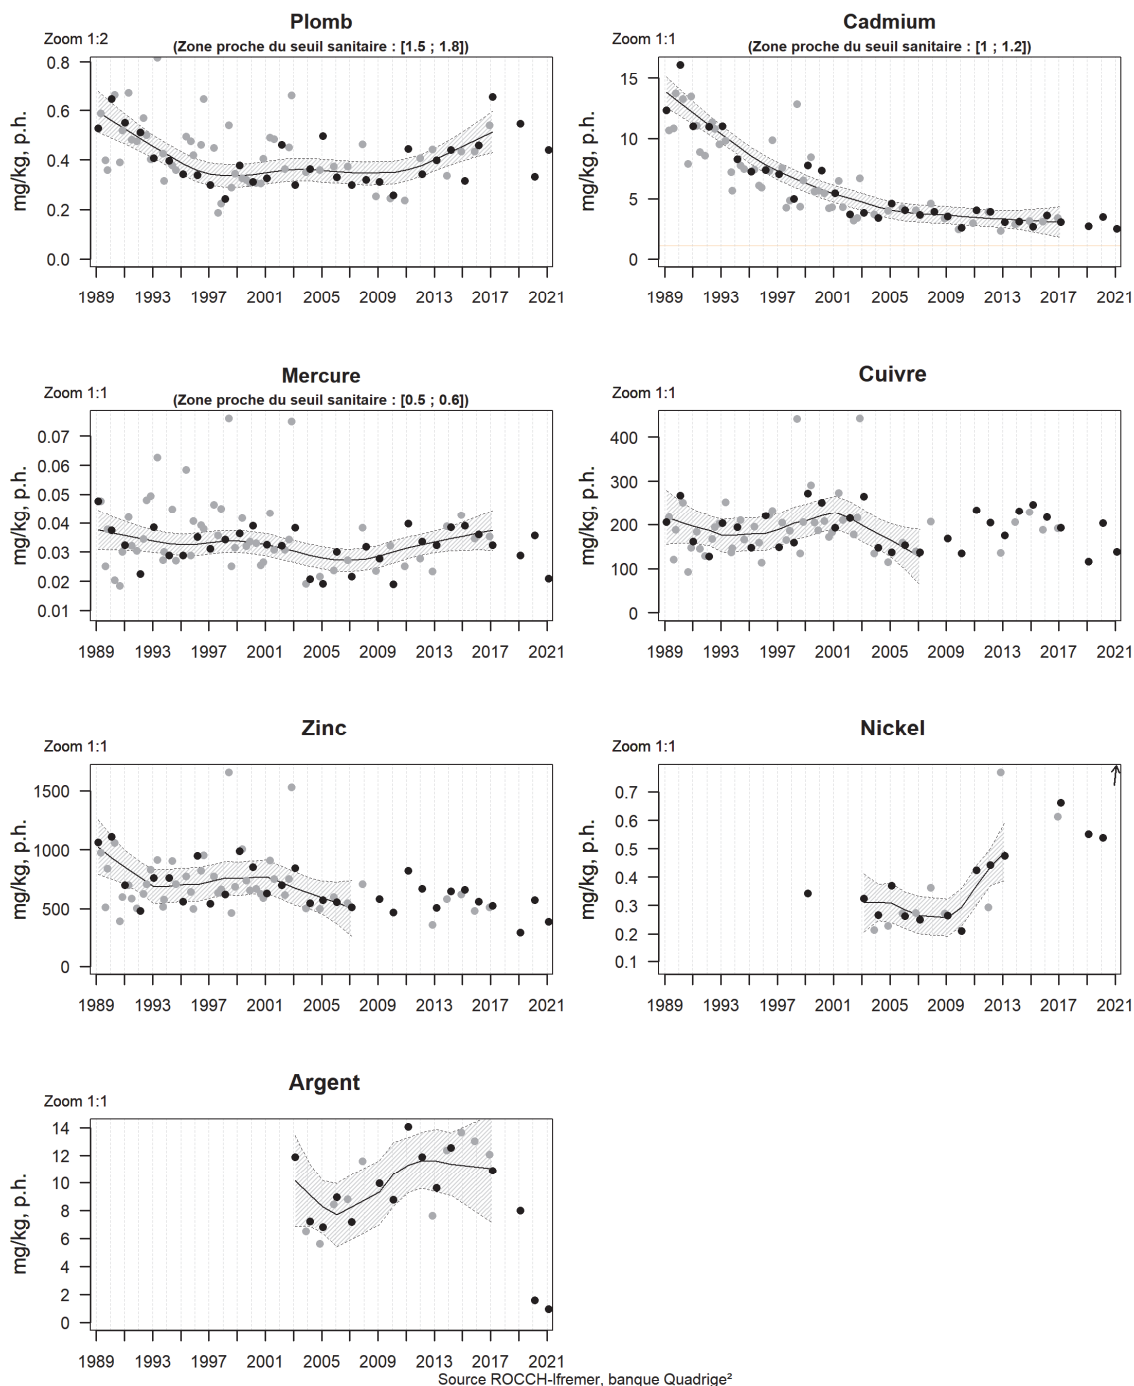 Plomb
Zoom 1:2
(Zone proche du seuil sanitaire : [1.5 ; 1.8])
mg/kg, p.h.
0.8
0.6
0.4
0.2
0.0
1989 1993 1997 2001 2005 2009 2013 2017 2021
Cadmium
Zoom 1:1
(Zone proche du seuil sanitaire : [1 ; 1.2])
mg/kg, p.h.
15
10
5
0
1989 1993 1997 2001 2005 2009 2013 2017 2021
Mercure
Zoom 1:1
(Zone proche du seuil sanitaire : [0.5 ; 0.6])
mg/kg, p.h.
0.07
0.06
0.05
0.04
0.03
0.02
0.01
1989 1993 1997 2001 2005 2009 2013 2017 2021
Cuivre
Zoom 1:1
mg/kg, p.h.
400
300
200
100
0
1989 1993 1997 2001 2005 2009 2013 2017 2021
Zinc
Zoom 1:1
mg/kg, p.h.
1500
1000
500
0
1989 1993 1997 2001 2005 2009 2013 2017 2021
Nickel
Zoom 1:1
mg/kg, p.h.
0.7
0.6
0.5
0.4
0.3
0.2
0.1
1989 1993 1997 2001 2005 2009 2013 2017 2021
Argent
Zoom 1:1
mg/kg, p.h.
14
12
10
8
6
4
2
0
1989 1993 1997 2001 2005 2009 2013 2017 2021
Source ROCCH-Ifremer, banque Quadrige²